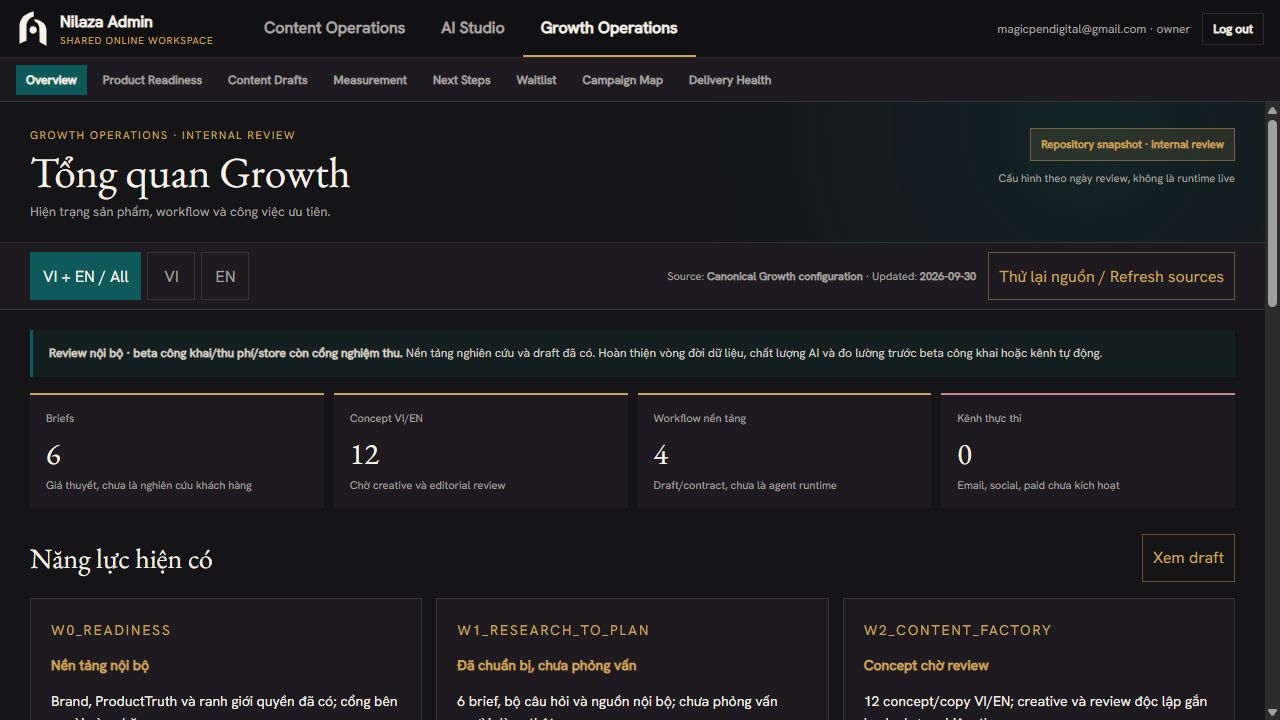 Nilaza Admin
SHARED ONLINE WORKSPACE
Content Operations
AI Studio
Growth Operations
magicpendigital@gmail.com · owner
Log out
Overview
Product Readiness
Content Drafts
Measurement
Next Steps
Waitlist
Campaign Map
Delivery Health
GROWTH OPERATIONS · INTERNAL REVIEW
Tổng quan Growth
Hiện trạng sản phẩm, workflow và công việc ưu tiên.
Repository snapshot · internal review
Cấu hình theo ngày review, không là runtime live
VI + EN / All
VI
EN
Source: Canonical Growth configuration · Updated: 2026-09-30
Thử lại nguồn / Refresh sources
Review nội bộ · beta công khai/thu phí/store còn cổng nghiệm thu. Nền tảng nghiên cứu và draft đã có. Hoàn thiện vòng đời dữ liệu, chất lượng AI và đo lường trước beta công khai hoặc kênh tự động.
Briefs
6
Giả thuyết, chưa là nghiên cứu khách hàng
Concept VI/EN
12
Chờ creative và editorial review
Workflow nền tảng
4
Draft/contract, chưa là agent runtime
Kênh thực thi
0
Email, social, paid chưa kích hoạt
Năng lực hiện có
Xem draft
W0_READINESS
Nền tảng nội bộ
Brand, ProductTruth và ranh giới quyền đã có; cổng bên
W1_RESEARCH_TO_PLAN
Đã chuẩn bị, chưa phỏng vấn
6 brief, bộ câu hỏi và nguồn nội bộ; chưa phỏng vấn
W2_CONTENT_FACTORY
Concept chờ review
12 concept/copy VI/EN; creative và review độc lập gắn